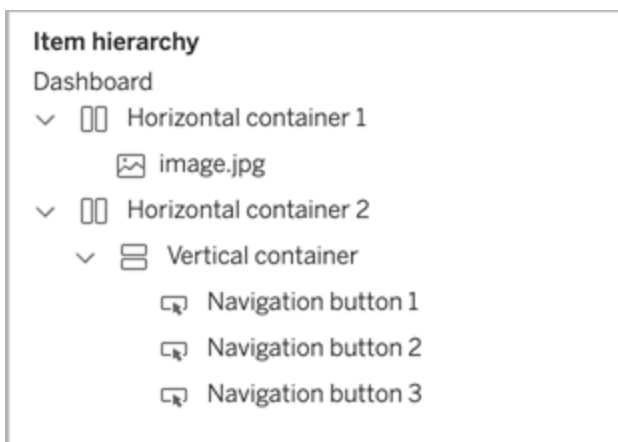 Item hierarchy
Dashboard
Horizontal container 1
image.jpg
Horizontal container 2
Vertical container
Navigation button 1
Navigation button 2
Navigation button 3